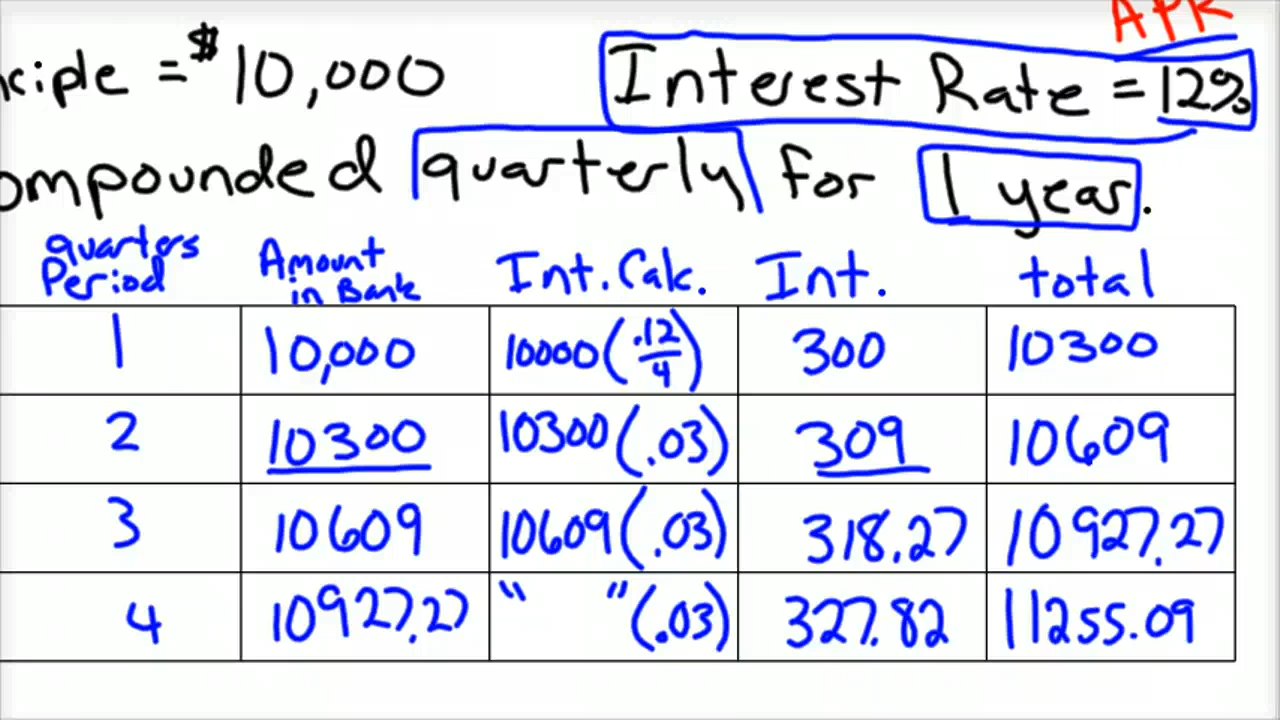 APR
nciple = $10,000 Interest Rate = 12%
ompounded quarterly for 1 year.
quarters Period Amount in Bank Int. Calc. Int. total
1 10,000 10000(.12/4) 300 10300
2 10300 10300(.03) 309 10609
3 10609 10609(.03) 318.27 10927.27
4 10927.27 " "(.03) 327.82 11255.09